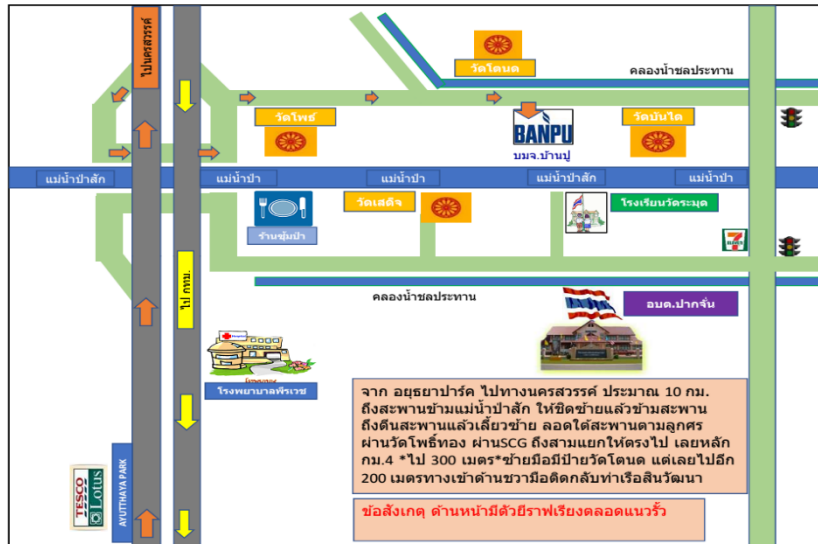 ไปนครสวรรค์
วัดโตนด
คลองน้ำชลประทาน
วัดโพธ์
BANPU
บมจ.บ้านปู
วัดบันได
แม่น้ำป่าสัก
แม่น้ำป่า
แม่น้ำป่า
แม่น้ำป่าสัก
แม่น้ำป่า
ร้านซุ้มป่า
วัดเสด็จ
โรงเรียนวัดระมุด
7
ELEVEN
ไป กทม.
คลองน้ำชลประทาน
อบต.ปากจั่น
โรงพยาบาลพีรเวช
TESCO
Lotus
AYUTTHAYA PARK
จาก อยุธยาปาร์ค ไปทางนครสวรรค์ ประมาณ 10 กม.
ถึงสะพานข้ามแม่น้ำป่าสัก ให้ชิดซ้ายแล้วข้ามสะพาน
ถึงตีนสะพานแล้วเลี้ยวซ้าย ลอดใต้สะพานตามลูกศร
ผ่านวัดโพธิ์ทอง ผ่านSCG ถึงสามแยกให้ตรงไป เลยหลัก
กม.4 *ไป 300 เมตร*ซ้ายมือมีป้ายวัดโตนด แต่เลยไปอีก
200 เมตรทางเข้าด้านขวามือติดกลับท่าเรือสินวัฒนา
ข้อสังเกตุ ด้านหน้ามีตัวยีราฟเรียงตลอดแนวรั้ว